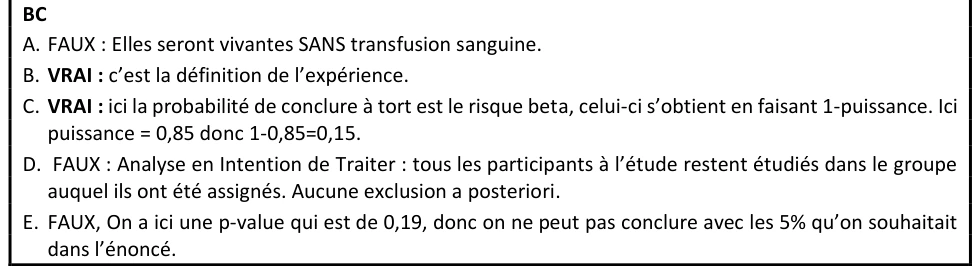 BC
A. FAUX : Elles seront vivantes SANS transfusion sanguine.
B. VRAI : c’est la définition de l’expérience.
C. VRAI : ici la probabilité de conclure à tort est le risque beta, celui-ci s’obtient en faisant 1-puissance. Ici
puissance = 0,85 donc 1-0,85=0,15.
D. FAUX : Analyse en Intention de Traiter : tous les participants à l’étude restent étudiés dans le groupe
auquel ils ont été assignés. Aucune exclusion a posteriori.
E. FAUX, On a ici une p-value qui est de 0,19, donc on ne peut pas conclure avec les 5% qu’on souhaitait
dans l’énoncé.